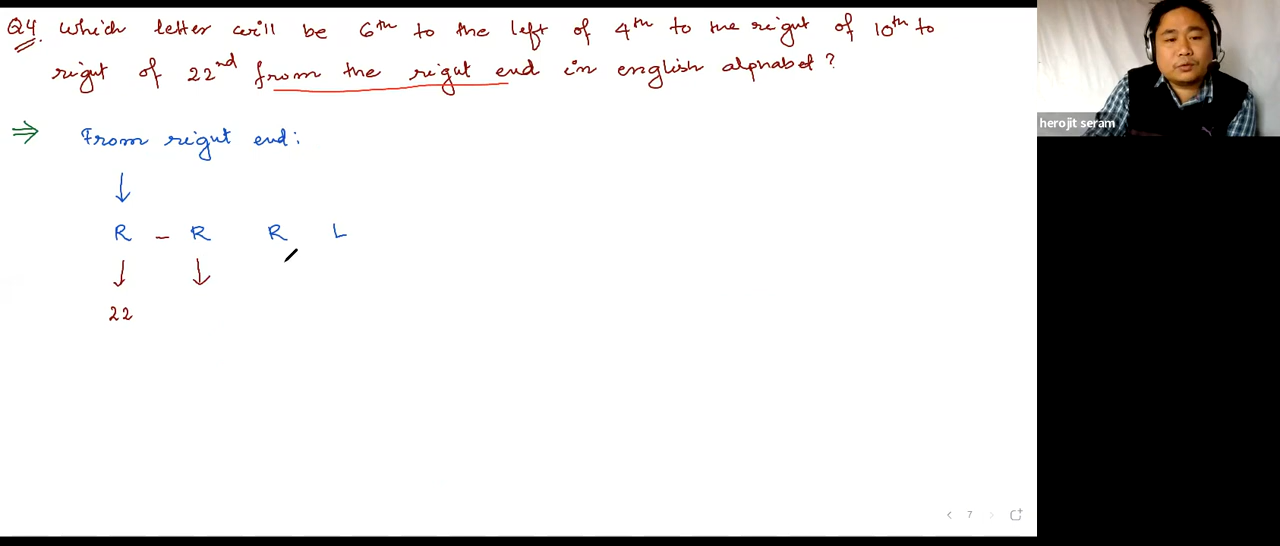 Q4. Which letter will be 6th to the left of 4th to the right of 10th to
right of 22nd from the right end in english alphabet?
⇒ From right end:
↓
R - R R L
↓ ↓
22
herojit seram
< 7 >